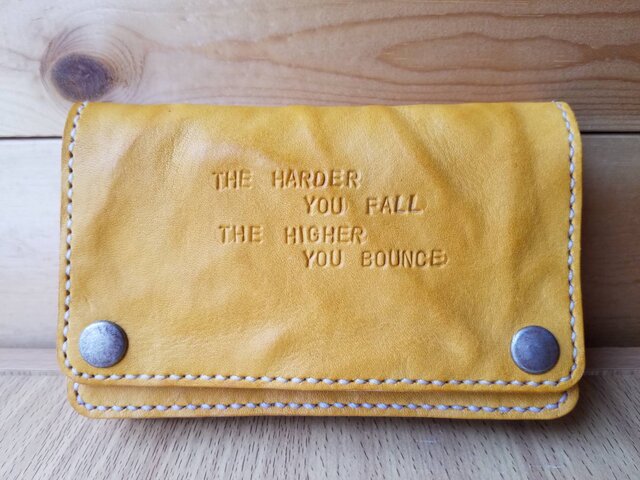 THE HARDER
YOU FALL
THE HIGHER
YOU BOUNCE